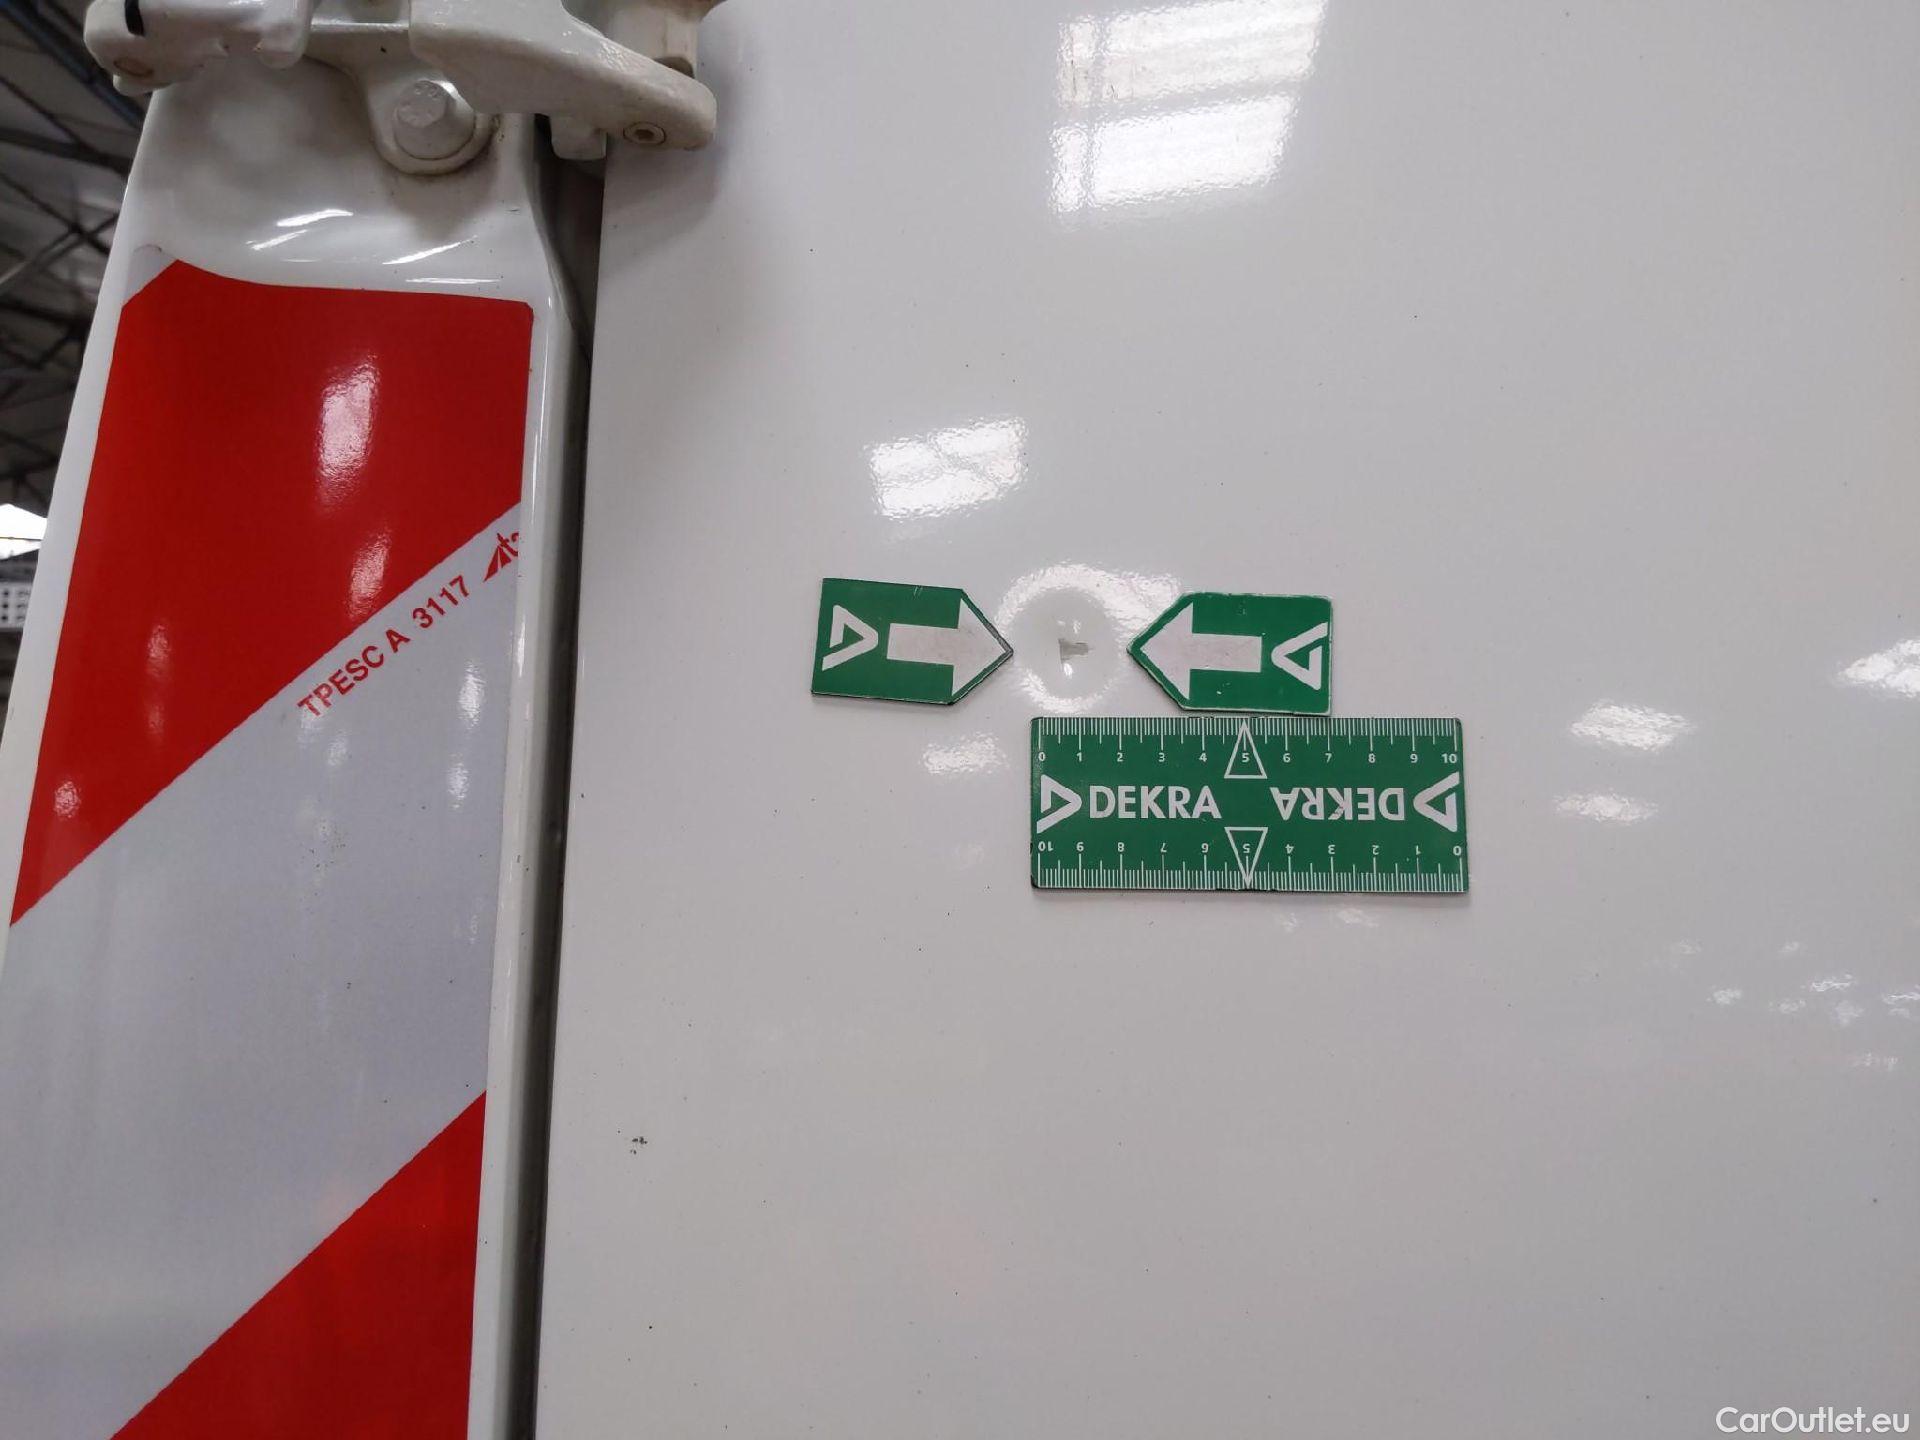 TPESC A 3117
0 1 2 3 4 5 6 7 8 9 10
DEKRA DEKRA
10 9 8 7 6 5 4 3 2 1 0
CarOutlet.eu